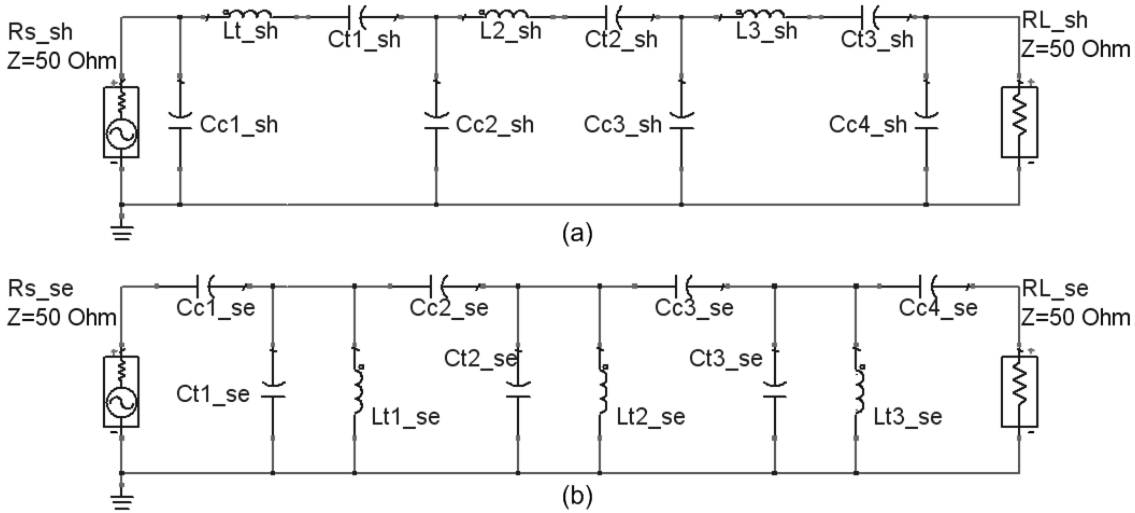 Rs_sh
Z=50 Ohm
Lt_sh
Ct1_sh
L2_sh
Ct2_sh
L3_sh
Ct3_sh
RL_sh
Z=50 Ohm
Cc1_sh
Cc2_sh
Cc3_sh
Cc4_sh
(a)
Rs_se
Z=50 Ohm
Cc1_se
Cc2_se
Cc3_se
Cc4_se
RL_se
Z=50 Ohm
Ct1_se
Lt1_se
Ct2_se
Lt2_se
Ct3_se
Lt3_se
(b)